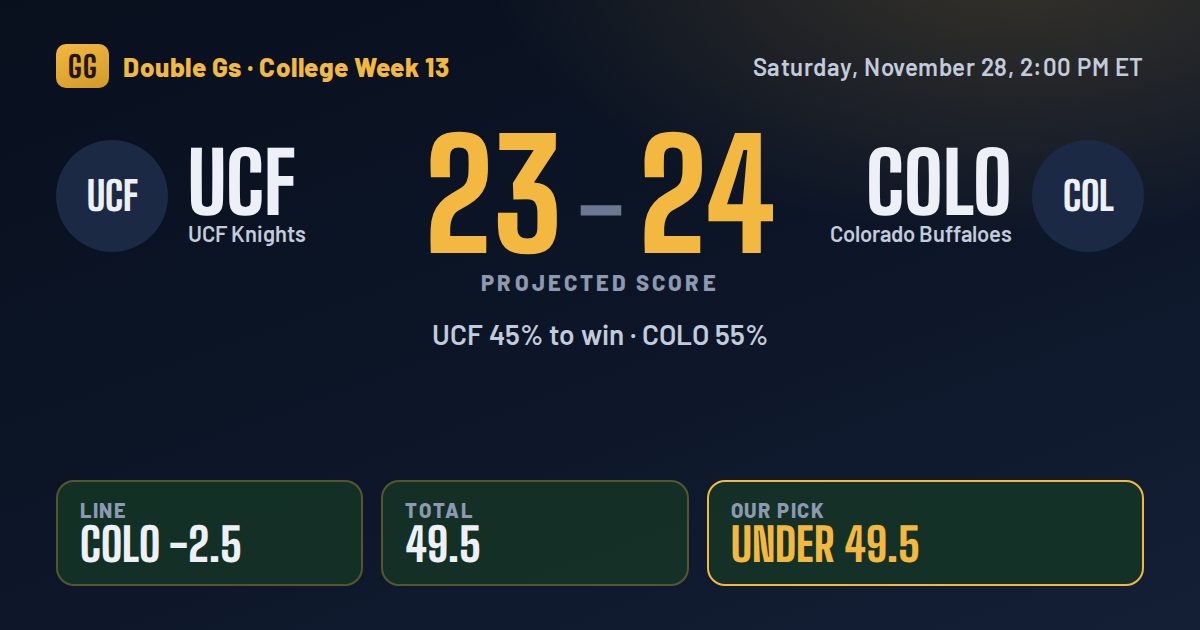 GG
Double Gs · College Week 13
Saturday, November 28, 2:00 PM ET
UCF
UCF
UCF Knights
23 – 24
COLO
Colorado Buffaloes
COL
PROJECTED SCORE
UCF 45% to win · COLO 55%
LINE
COLO −2.5
TOTAL
49.5
OUR PICK
UNDER 49.5